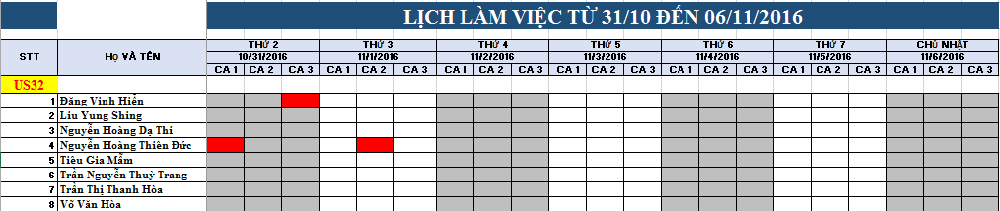 LỊCH LÀM VIỆC TỪ 31/10 ĐẾN 06/11/2016
STT HỌ VÀ TÊN THỨ 2 THỨ 3 THỨ 4 THỨ 5 THỨ 6 THỨ 7 CHỦ NHẬT
10/31/2016 11/1/2016 11/2/2016 11/3/2016 11/4/2016 11/5/2016 11/6/2016
CA 1 CA 2 CA 3 CA 1 CA 2 CA 3 CA 1 CA 2 CA 3 CA 1 CA 2 CA 3 CA 1 CA 2 CA 3 CA 1 CA 2 CA 3 CA 1 CA 2 CA 3
US32
1 Đặng Vinh Hiển
2 Liu Yung Shing
3 Nguyễn Hoàng Dạ Thi
4 Nguyễn Hoàng Thiên Đức
5 Tiêu Gia Mẫm
6 Trần Nguyễn Thuỳ Trang
7 Trần Thị Thanh Hòa
8 Võ Văn Hòa